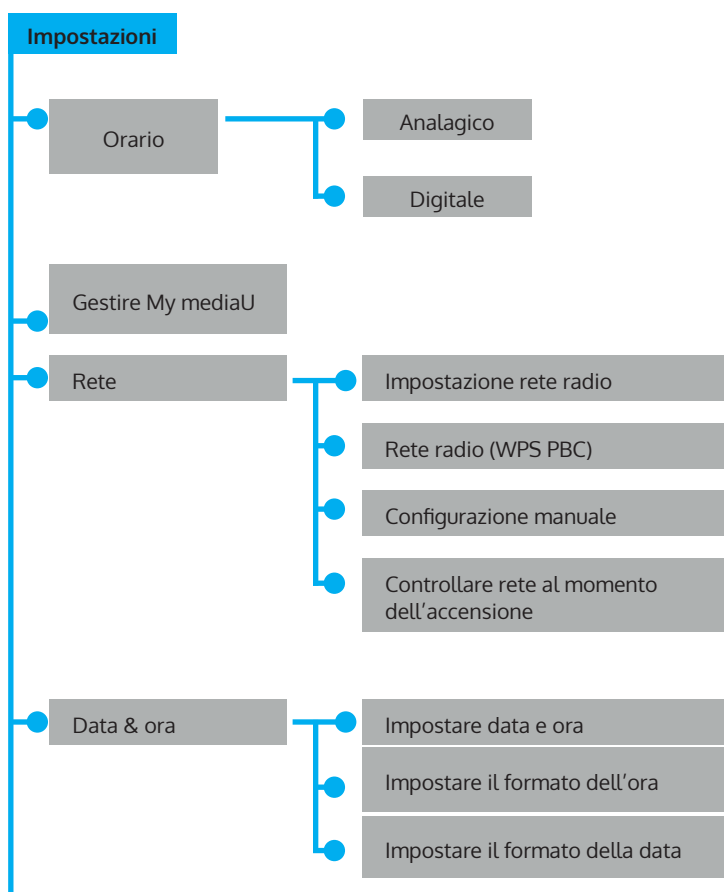 Impostazioni
Orario
Analagico
Digitale
Gestire My mediaU
Rete
Impostazione rete radio
Rete radio (WPS PBC)
Configurazione manuale
Controllare rete al momento
dell’accensione
Data & ora
Impostare data e ora
Impostare il formato dell’ora
Impostare il formato della data